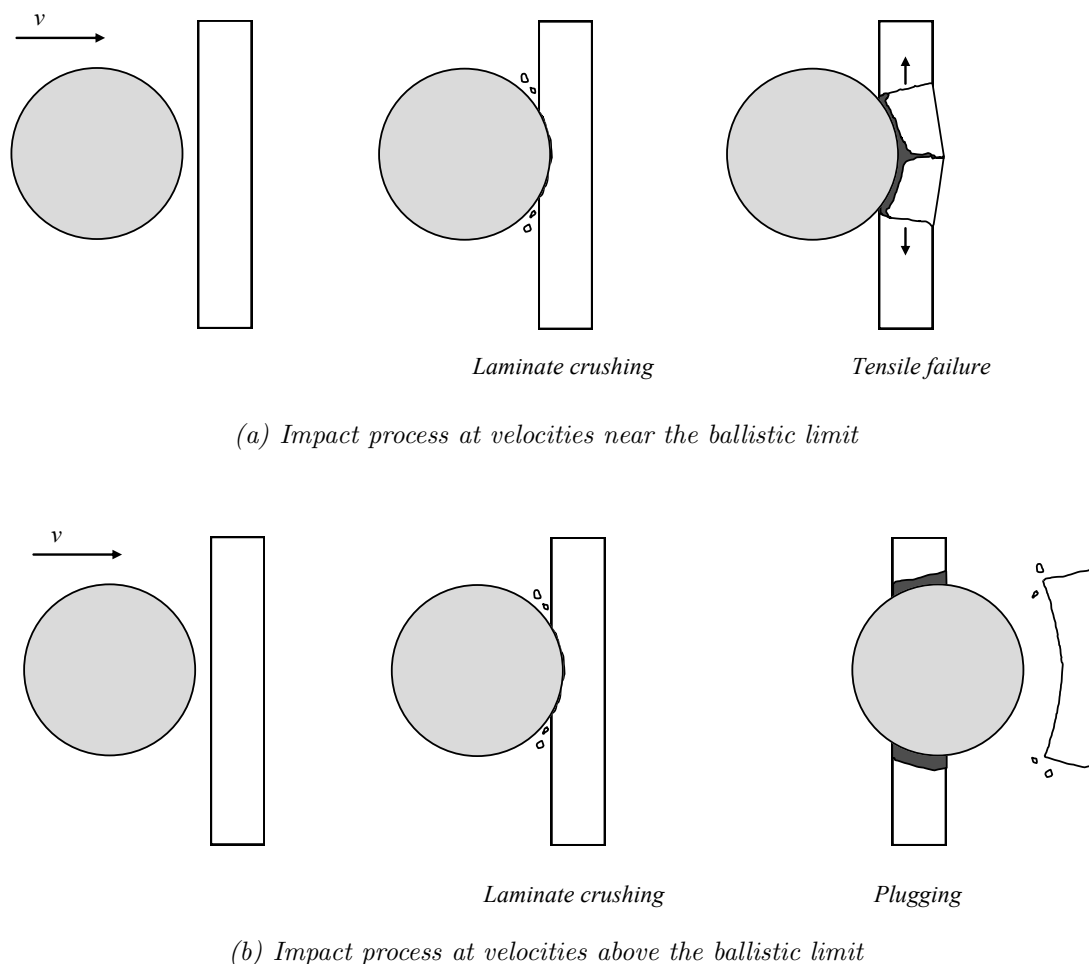 v
Laminate crushing
Tensile failure
(a) Impact process at velocities near the ballistic limit
v
Laminate crushing
Plugging
(b) Impact process at velocities above the ballistic limit